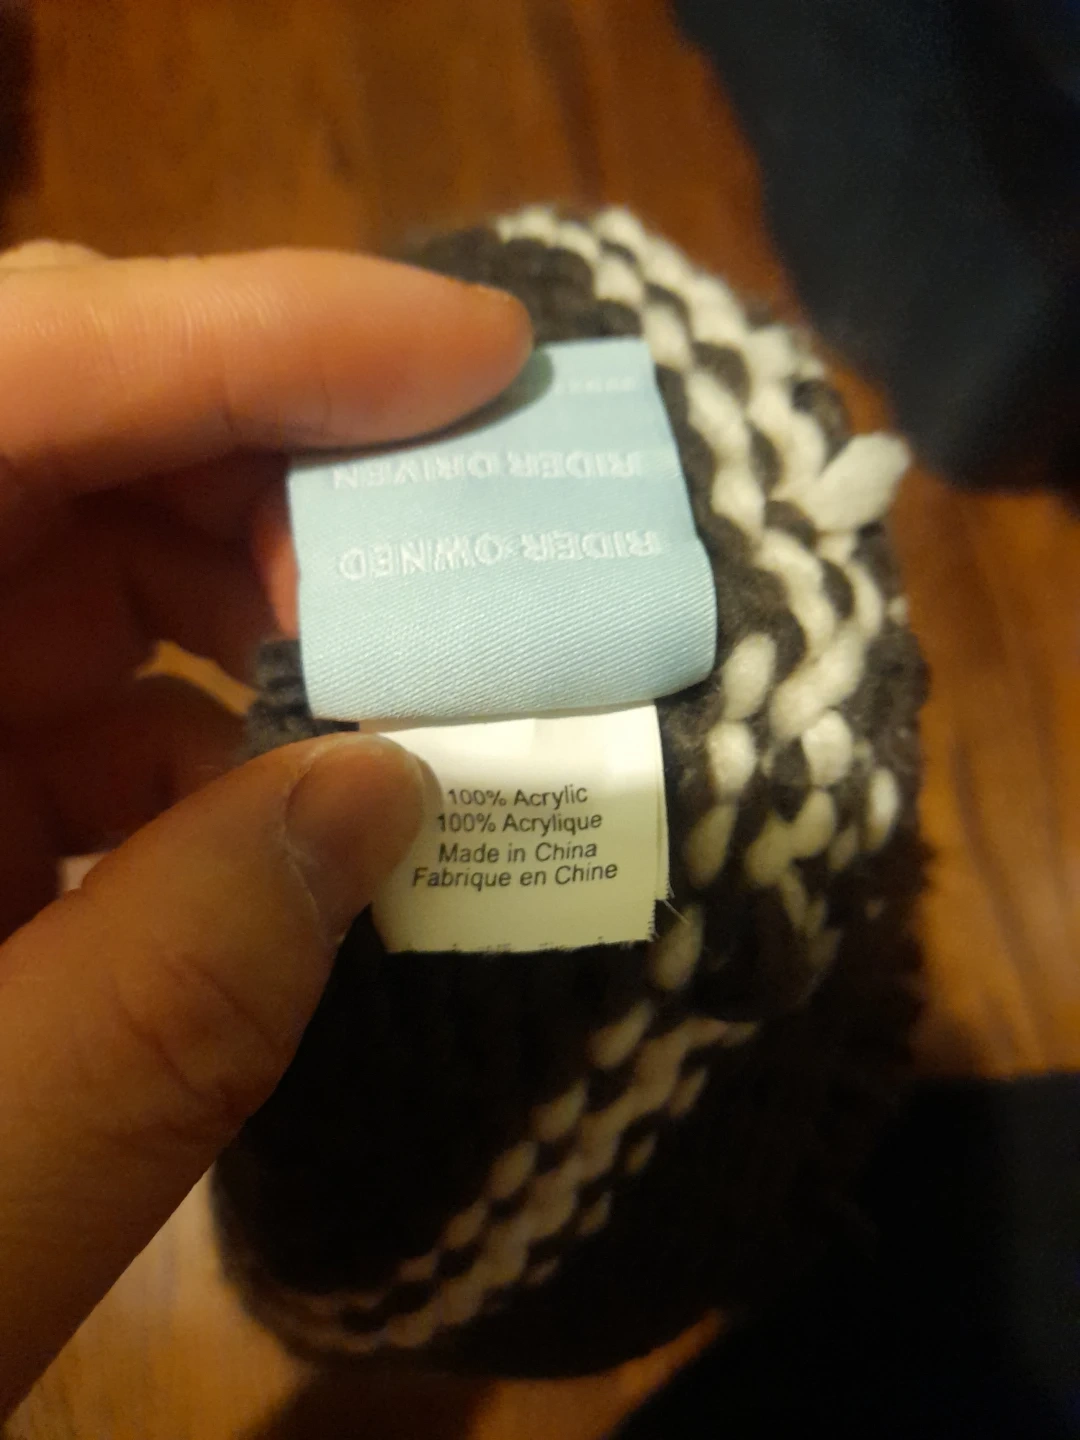 RIDER OWNED
RIDER DRIVEN
100% Acrylic
100% Acrylique
Made in China
Fabrique en Chine